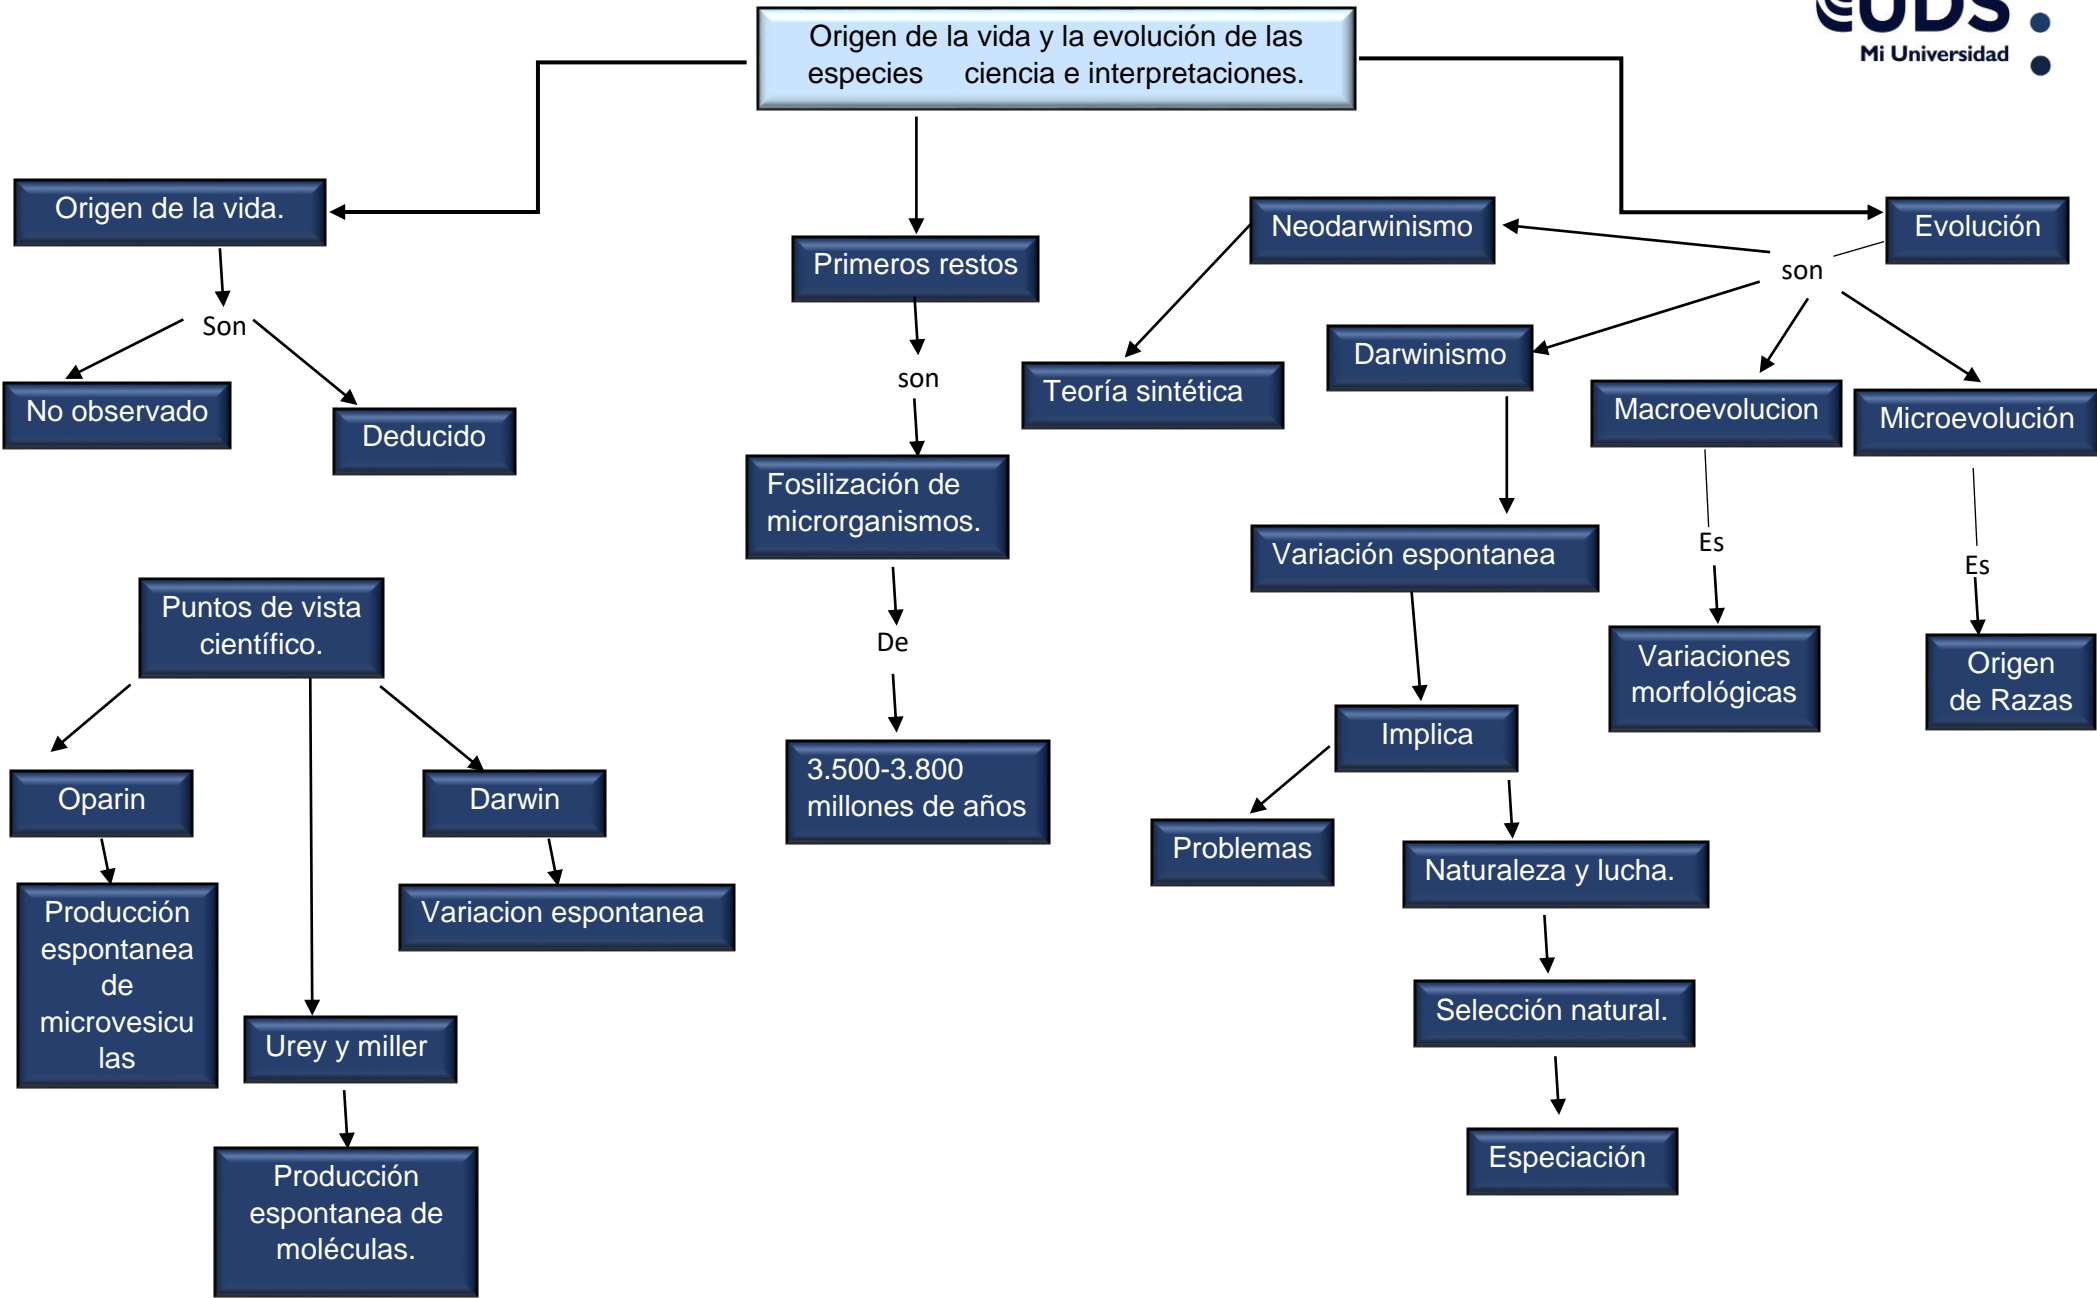 Origen de la vida y la evolución de las
especies ciencia e interpretaciones.
UDS
Mi Universidad
Origen de la vida.
Son
No observado
Deducido
Puntos de vista
científico.
Oparin
Producción
espontanea
de
microvesicu
las
Urey y miller
Producción
espontanea de
moléculas.
Darwin
Variacion espontanea
Primeros restos
son
Fosilización de
microrganismos.
De
3.500-3.800
millones de años
Evolución
son
Neodarwinismo
Teoría sintética
Darwinismo
Variación espontanea
Implica
Problemas
Naturaleza y lucha.
Selección natural.
Especiación
Macroevolucion
Es
Variaciones
morfológicas
Microevolución
Es
Origen
de Razas